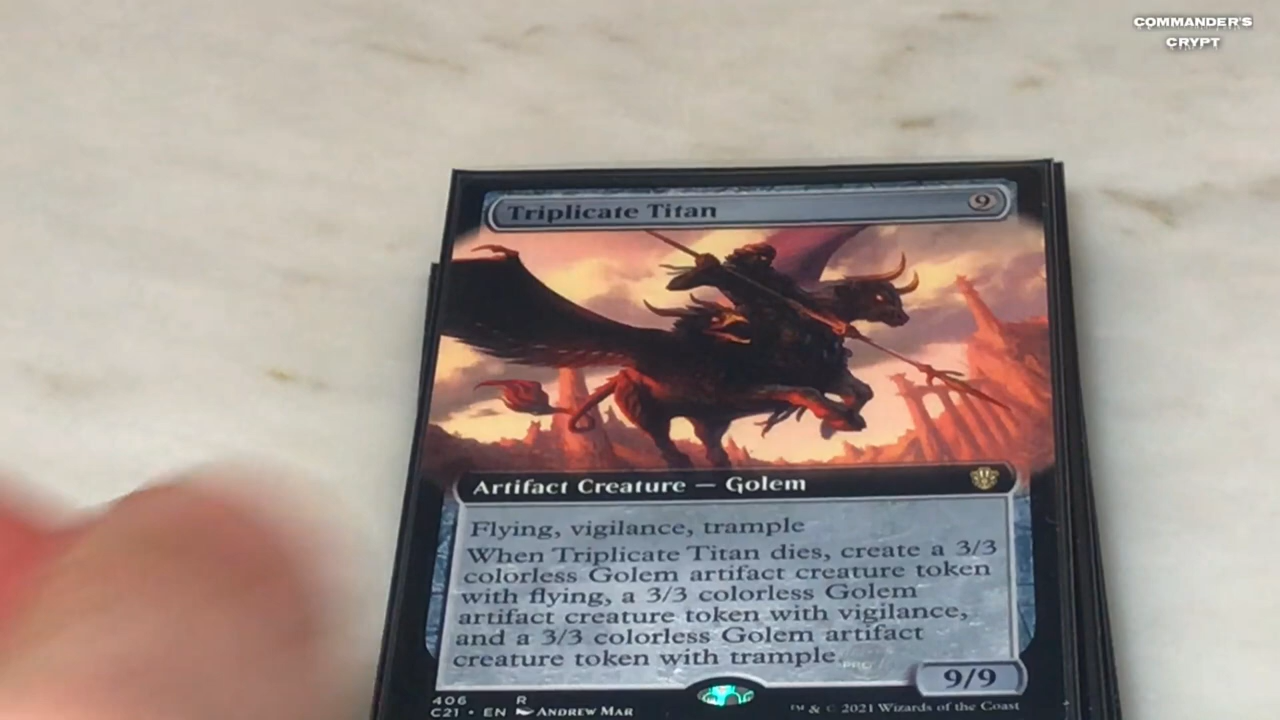 COMMANDER'S
CRYPT
Triplicate Titan 9
Artifact Creature — Golem
Flying, vigilance, trample
When Triplicate Titan dies, create a 3/3
colorless Golem artifact creature token
with flying, a 3/3 colorless Golem
artifact creature token with vigilance,
and a 3/3 colorless Golem artifact
creature token with trample.
9/9
406 R
C21 • EN ANDREW MAR
™ & © 2021 Wizards of the Coast